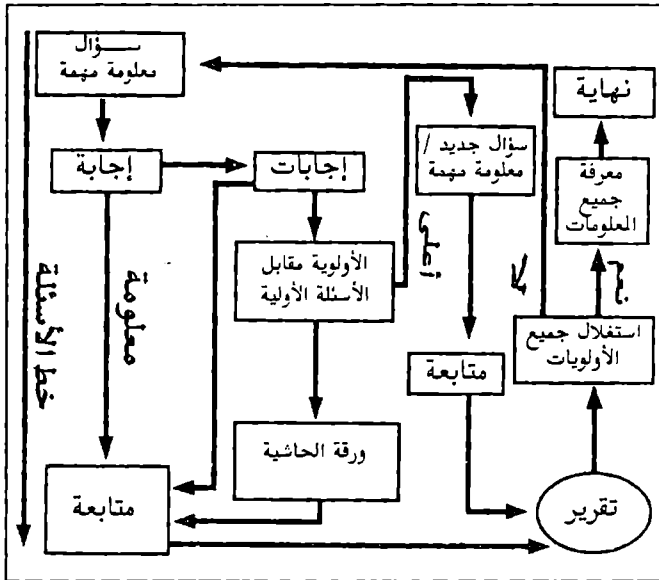 سؤال
معلومة مهمة
نهاية
سؤال جديد /
معلومة مهمة
إجابة
إجابات
معرفة
جميع
المعلومات
أعلى
لا
نعم
الأولوية مقابل
الأسئلة الأولية
معلومة
خط الأسئلة
استغلال جميع
الأولويات
متابعة
ورقة الحاشية
متابعة
تقرير